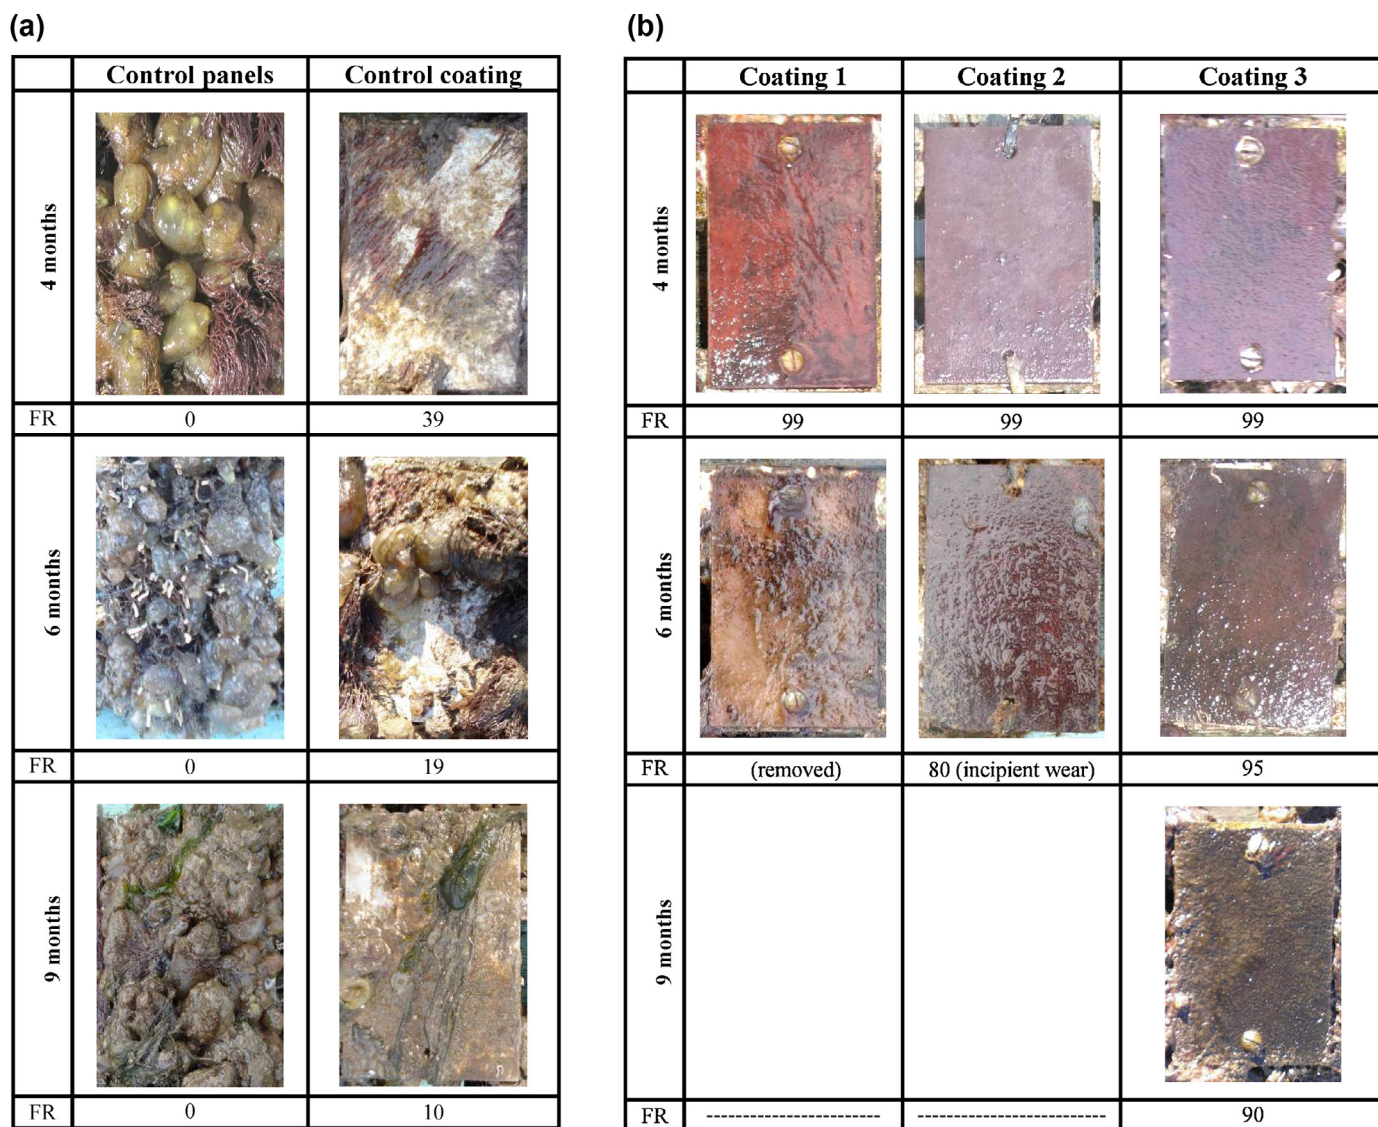 (a)
Control panels Control coating
4 months
FR 0 39
6 months
FR 0 19
9 months
FR 0 10
(b)
Coating 1 Coating 2 Coating 3
4 months
FR 99 99 99
6 months
FR (removed) 80 (incipient wear) 95
9 months
FR ------------------------ ------------------------- 90